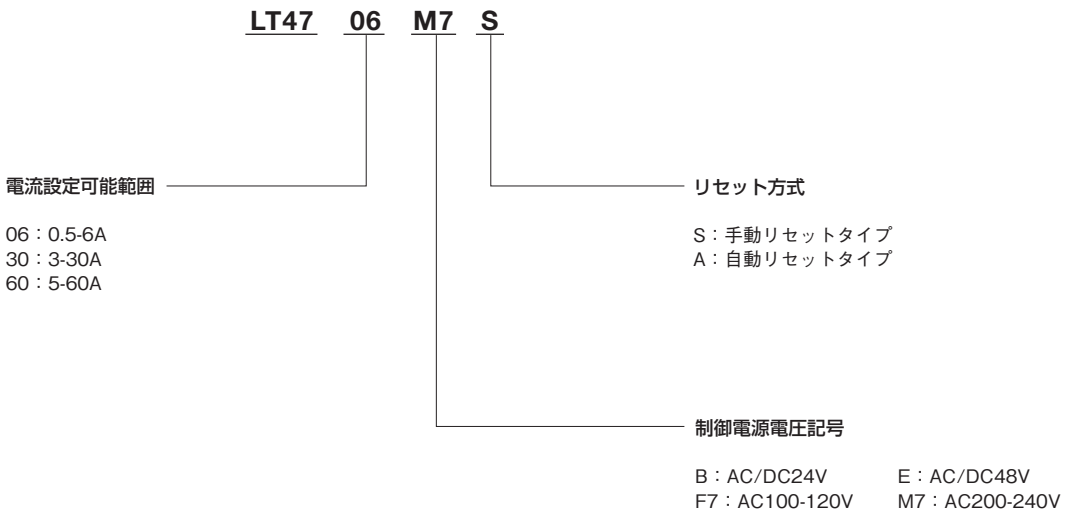 LT47 06 M7 S
電流設定可能範囲
06：0.5-6A
30：3-30A
60：5-60A
リセット方式
S：手動リセットタイプ
A：自動リセットタイプ
制御電源電圧記号
B：AC/DC24V E：AC/DC48V
F7：AC100-120V M7：AC200-240V